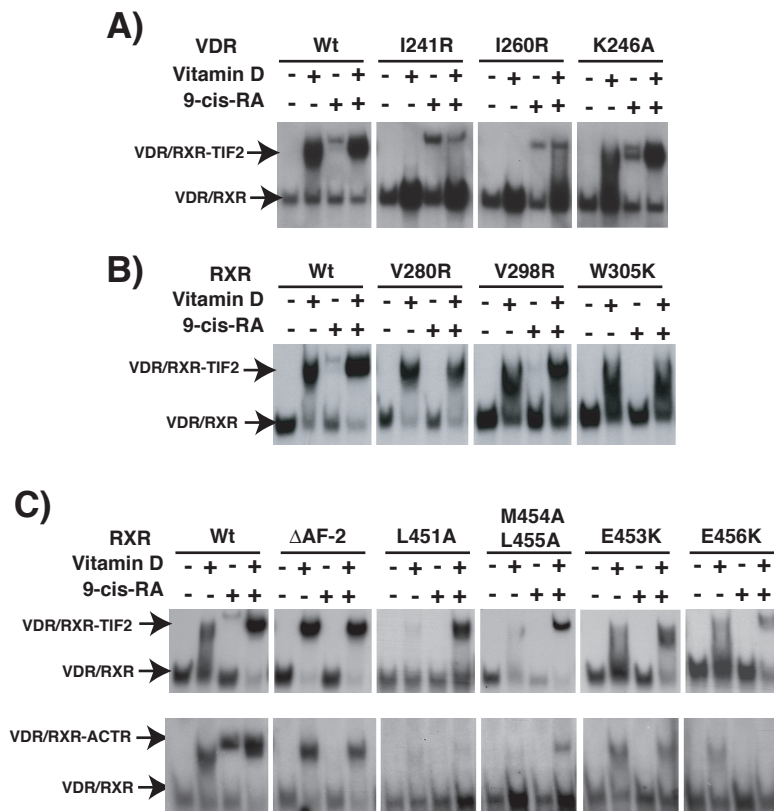 A)
VDR Wt I241R I260R K246A
Vitamin D - + - + - + - + - + - + - + - +
9-cis-RA - - + + - - + + - - + + - - + +
VDR/RXR-TIF2
VDR/RXR
B)
RXR Wt V280R V298R W305K
Vitamin D - + - + - + - + - + - + - + - +
9-cis-RA - - + + - - + + - - + + - - + +
VDR/RXR-TIF2
VDR/RXR
C)
RXR Wt ΔAF-2 L451A M454A L455A E453K E456K
Vitamin D - + - + - + - + - + - + - + - + - + - + - + - +
9-cis-RA - - + + - - + + - - + + - - + + - - + + - - + +
VDR/RXR-TIF2
VDR/RXR
VDR/RXR-ACTR
VDR/RXR